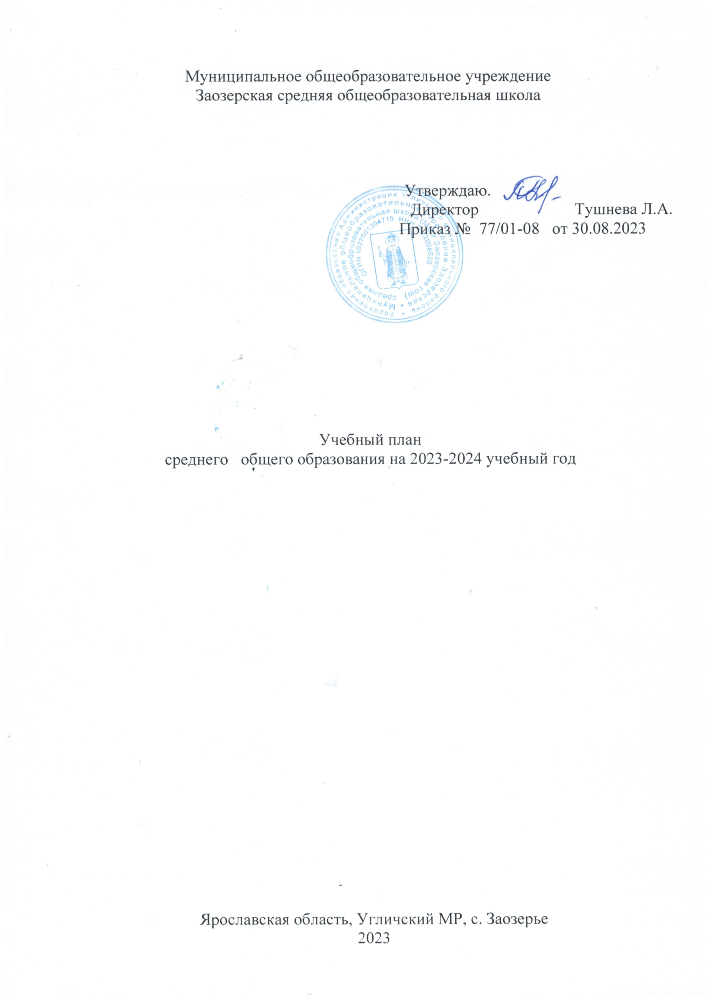 Муниципальное общеобразовательное учреждение
Заозерская средняя общеобразовательная школа
Утверждаю.
Директор Тушнева Л.А.
Приказ № 77/01-08 от 30.08.2023
Управление образования Администрации Угличского муниципального района
Муниципальное общеобразовательное учреждение Заозерская
средняя общеобразовательная школа (МОУ Заозерская сош)
ОГРН 1027601304719 ИНН 2008520
Учебный план
среднего общего образования на 2023-2024 учебный год
Ярославская область, Угличский МР, с. Заозерье
2023